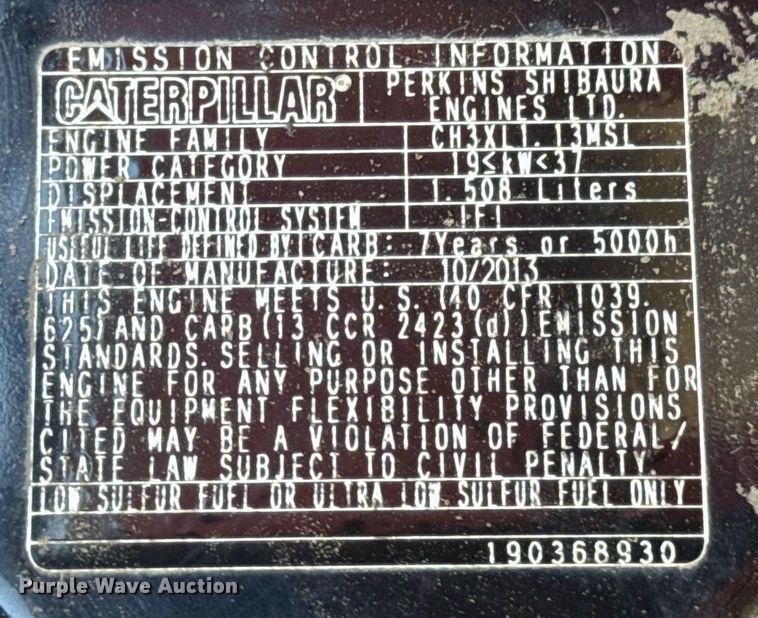 EMISSION CONTROL INFORMATION
CATERPILLAR®
PERKINS SHIBAURA
ENGINES LTD.
ENGINE FAMILY CH3XL1.13MSL
POWER CATEGORY 19≤kW<37
DISPLACEMENT 1.508 Liters
EMISSION-CONTROL SYSTEM IFI
USEFUL LIFE DEFINED BY CARB: 7Years or 5000h
DATE OF MANUFACTURE: 10/2013
THIS ENGINE MEETS U.S. (40 CFR 1039.
625) AND CARB(13 CCR 2423(d))EMISSION
STANDARDS. SELLING OR INSTALLING THIS
ENGINE FOR ANY PURPOSE OTHER THAN FOR
THE EQUIPMENT FLEXIBILITY PROVISIONS
CITED MAY BE A VIOLATION OF FEDERAL/
STATE LAW SUBJECT TO CIVIL PENALTY.
LOW SULFUR FUEL OR ULTRA LOW SULFUR FUEL ONLY
190368930
Purple Wave Auction